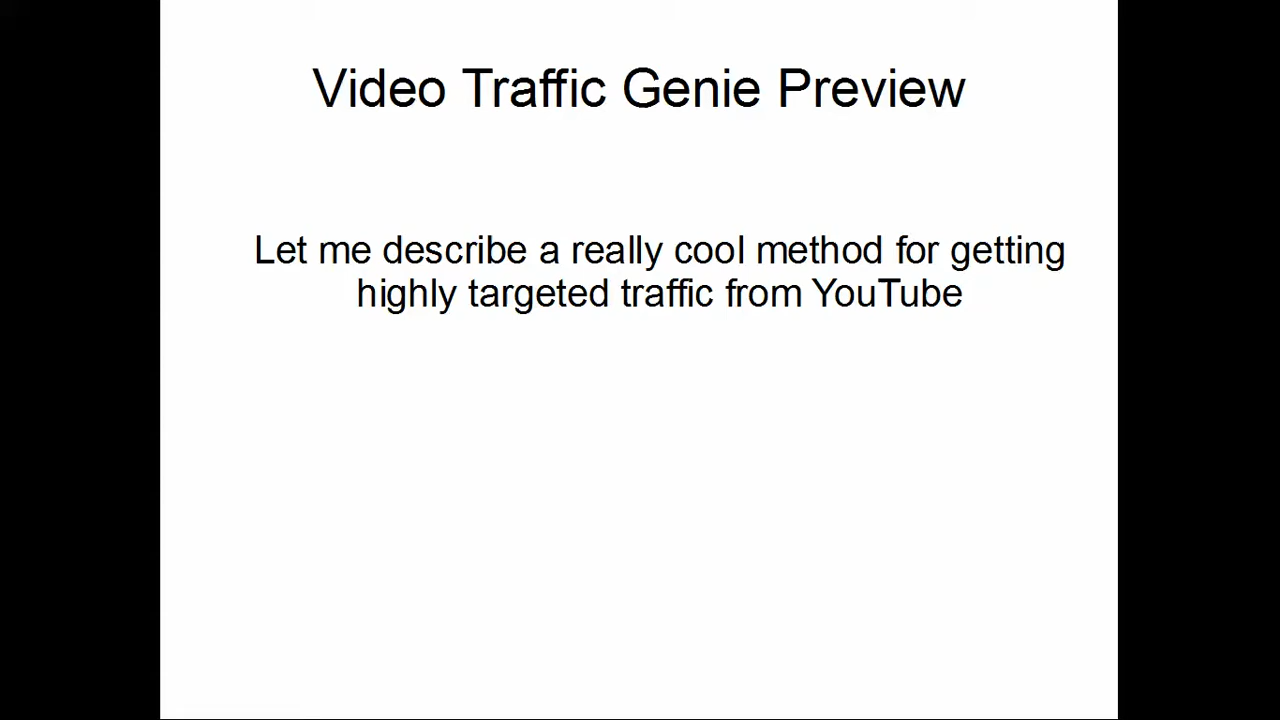 Video Traffic Genie Preview
Let me describe a really cool method for getting
highly targeted traffic from YouTube